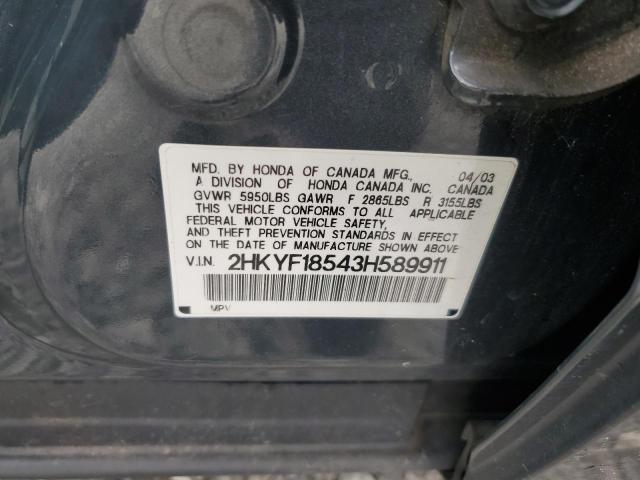 MFD. BY HONDA OF CANADA MFG., 04/03
A DIVISION OF HONDA CANADA INC. CANADA
GVWR 5950LBS GAWR F 2865LBS R 3155LBS
THIS VEHICLE CONFORMS TO ALL APPLICABLE
FEDERAL MOTOR VEHICLE SAFETY,
AND THEFT PREVENTION STANDARDS IN EFFECT
ON THE DATE OF MANUFACTURE SHOWN ABOVE
V.I.N. 2HKYF18543H589911
MPV